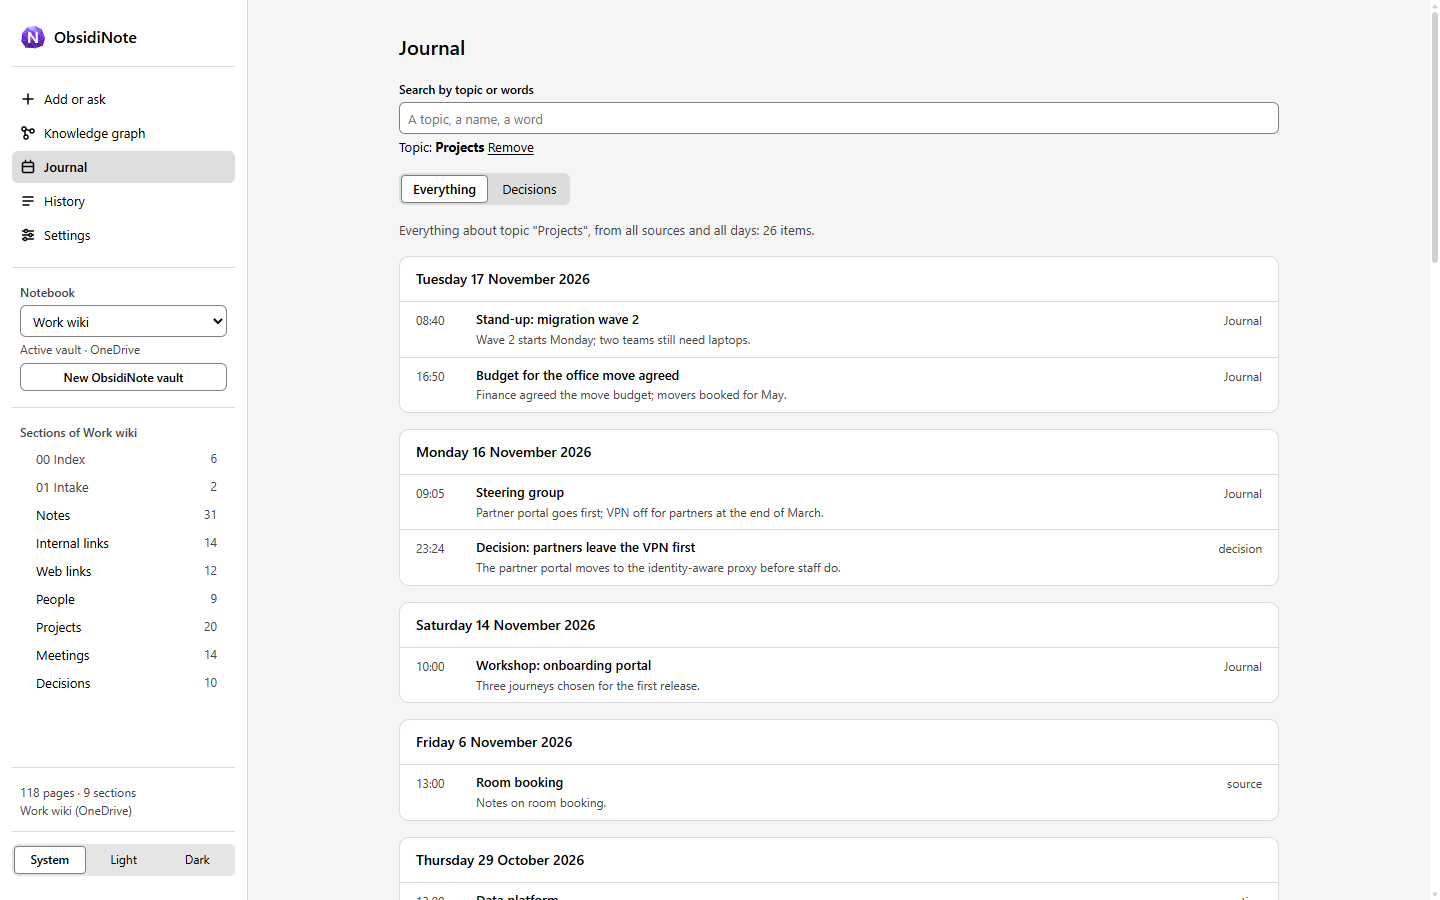 N ObsidiNote
Add or ask
Knowledge graph
Journal
History
Settings
Notebook
Work wiki
Active vault · OneDrive
New ObsidiNote vault
Sections of Work wiki
00 Index 6
01 Intake 2
Notes 31
Internal links 14
Web links 12
People 9
Projects 20
Meetings 14
Decisions 10
118 pages · 9 sections
Work wiki (OneDrive)
System Light Dark
Journal
Search by topic or words
A topic, a name, a word
Topic: Projects Remove
Everything Decisions
Everything about topic "Projects", from all sources and all days: 26 items.
Tuesday 17 November 2026
08:40 Stand-up: migration wave 2 Journal
Wave 2 starts Monday; two teams still need laptops.
16:50 Budget for the office move agreed Journal
Finance agreed the move budget; movers booked for May.
Monday 16 November 2026
09:05 Steering group Journal
Partner portal goes first; VPN off for partners at the end of March.
23:24 Decision: partners leave the VPN first decision
The partner portal moves to the identity-aware proxy before staff do.
Saturday 14 November 2026
10:00 Workshop: onboarding portal Journal
Three journeys chosen for the first release.
Friday 6 November 2026
13:00 Room booking source
Notes on room booking.
Thursday 29 October 2026
Data platform